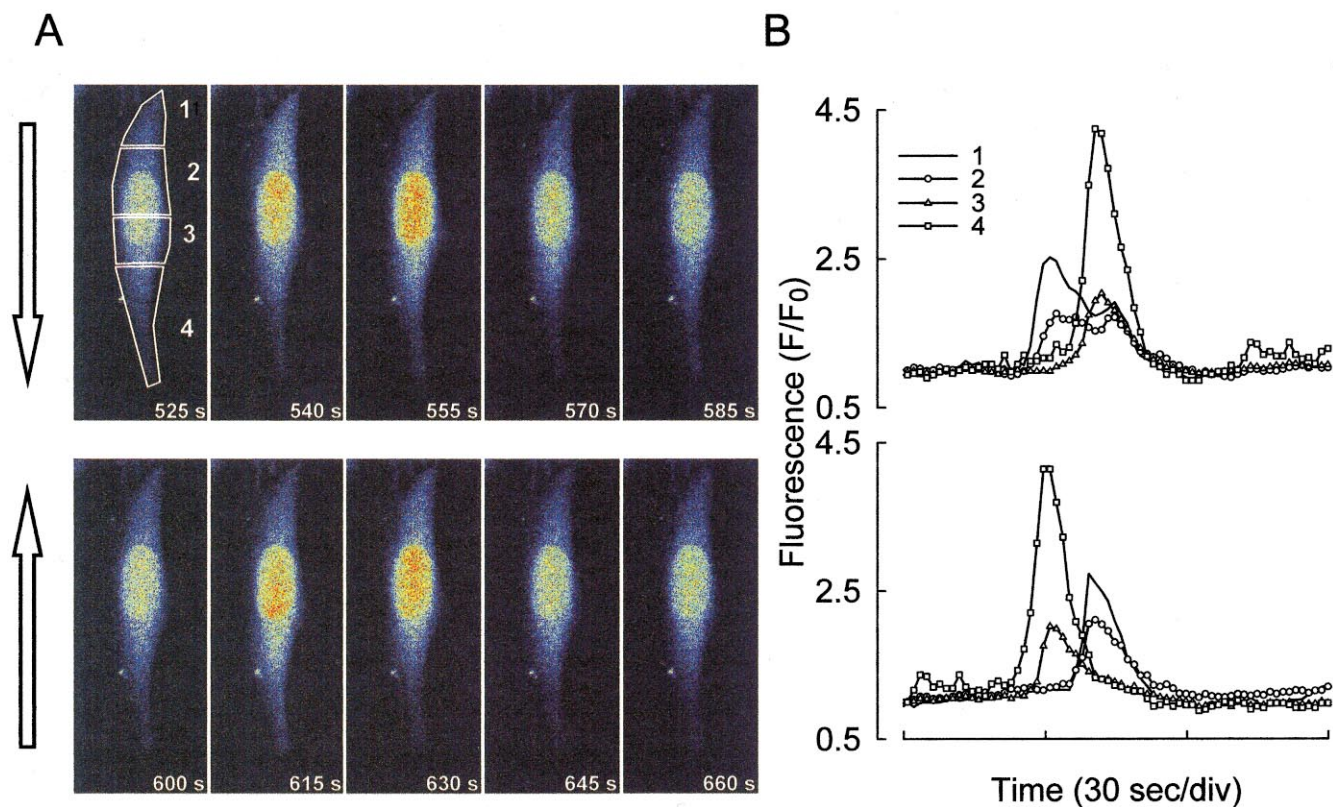 A
B
1
2
3
4
525 s
540 s
555 s
570 s
585 s
600 s
615 s
630 s
645 s
660 s
4.5
2.5
0.5
4.5
2.5
0.5
1
2
3
4
Fluorescence (F/F0)
Time (30 sec/div)